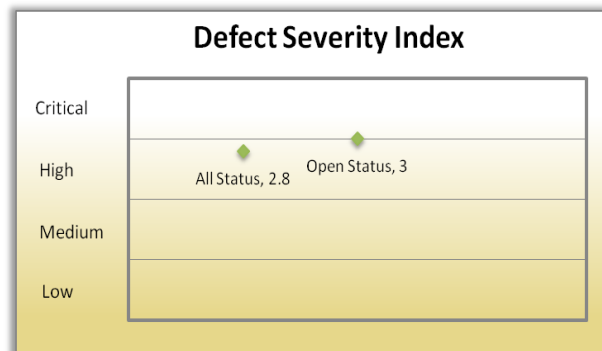 Defect Severity Index
Critical
High
All Status, 2.8
Open Status, 3
Medium
Low